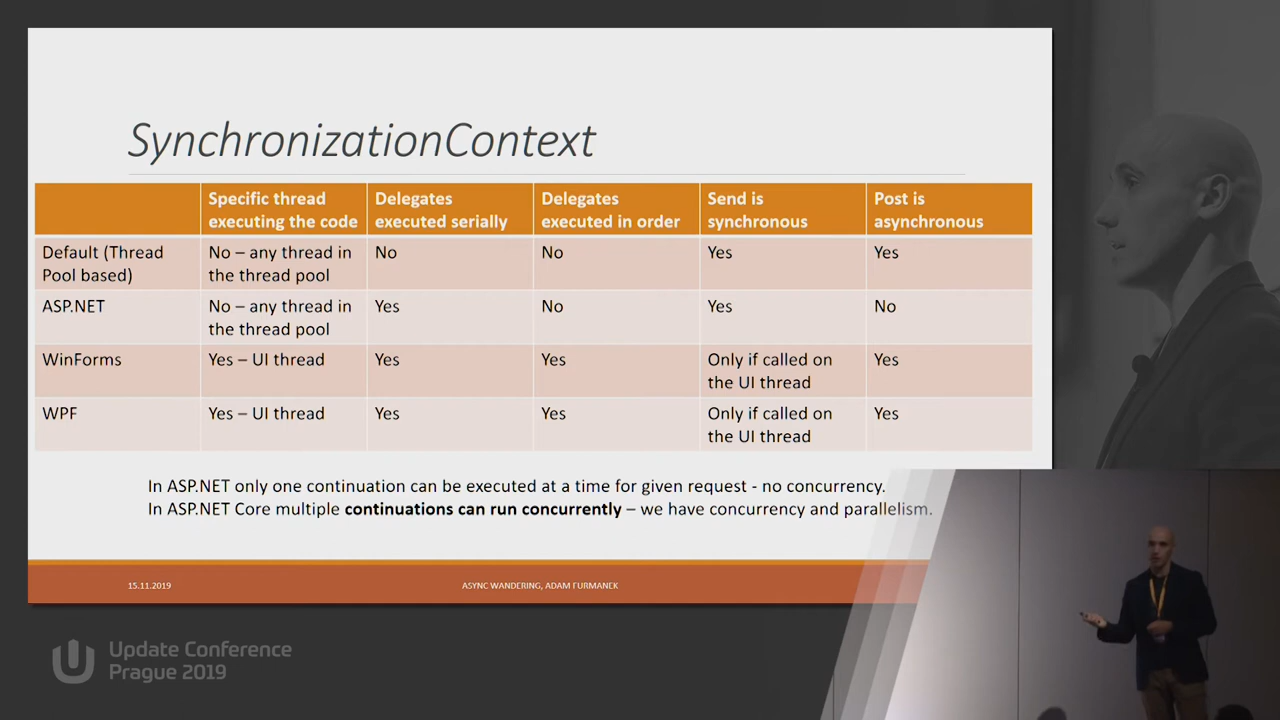 SynchronizationContext
Specific thread executing the code
Delegates executed serially
Delegates executed in order
Send is synchronous
Post is asynchronous
Default (Thread Pool based)
No – any thread in the thread pool
No
No
Yes
Yes
ASP.NET
No – any thread in the thread pool
Yes
No
Yes
No
WinForms
Yes – UI thread
Yes
Yes
Only if called on the UI thread
Yes
WPF
Yes – UI thread
Yes
Yes
Only if called on the UI thread
Yes
In ASP.NET only one continuation can be executed at a time for given request - no concurrency.
In ASP.NET Core multiple continuations can run concurrently – we have concurrency and parallelism.
15.11.2019
ASYNC WANDERING, ADAM FURMANEK
Update Conference
Prague 2019